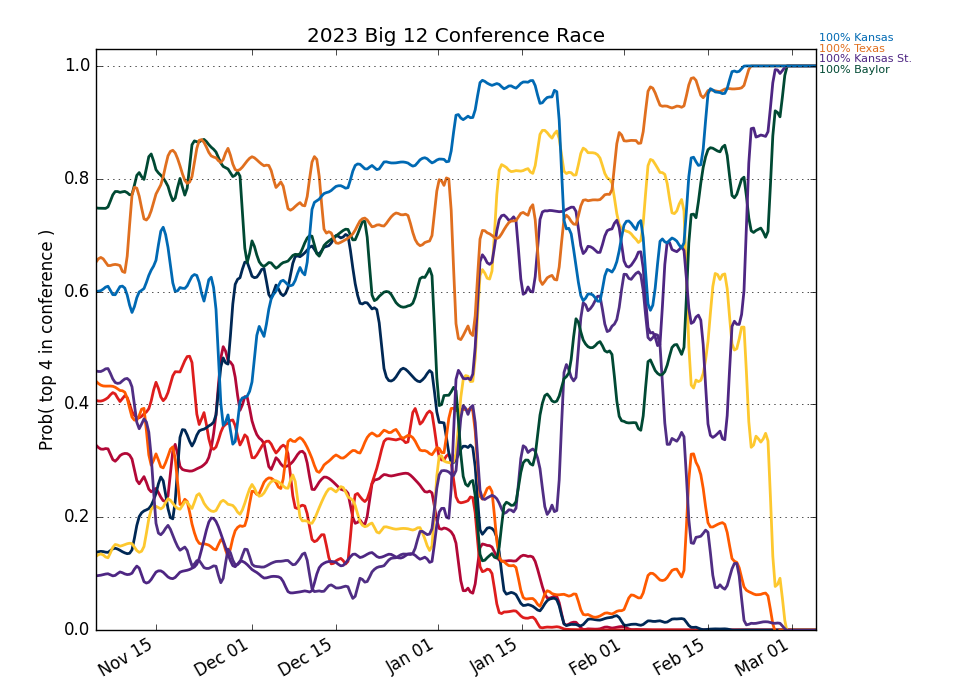 2023 Big 12 Conference Race
100% Kansas
100% Texas
100% Kansas St.
100% Baylor
Prob( top 4 in conference )
1.0
0.8
0.6
0.4
0.2
0.0
Nov 15
Dec 01
Dec 15
Jan 01
Jan 15
Feb 01
Feb 15
Mar 01